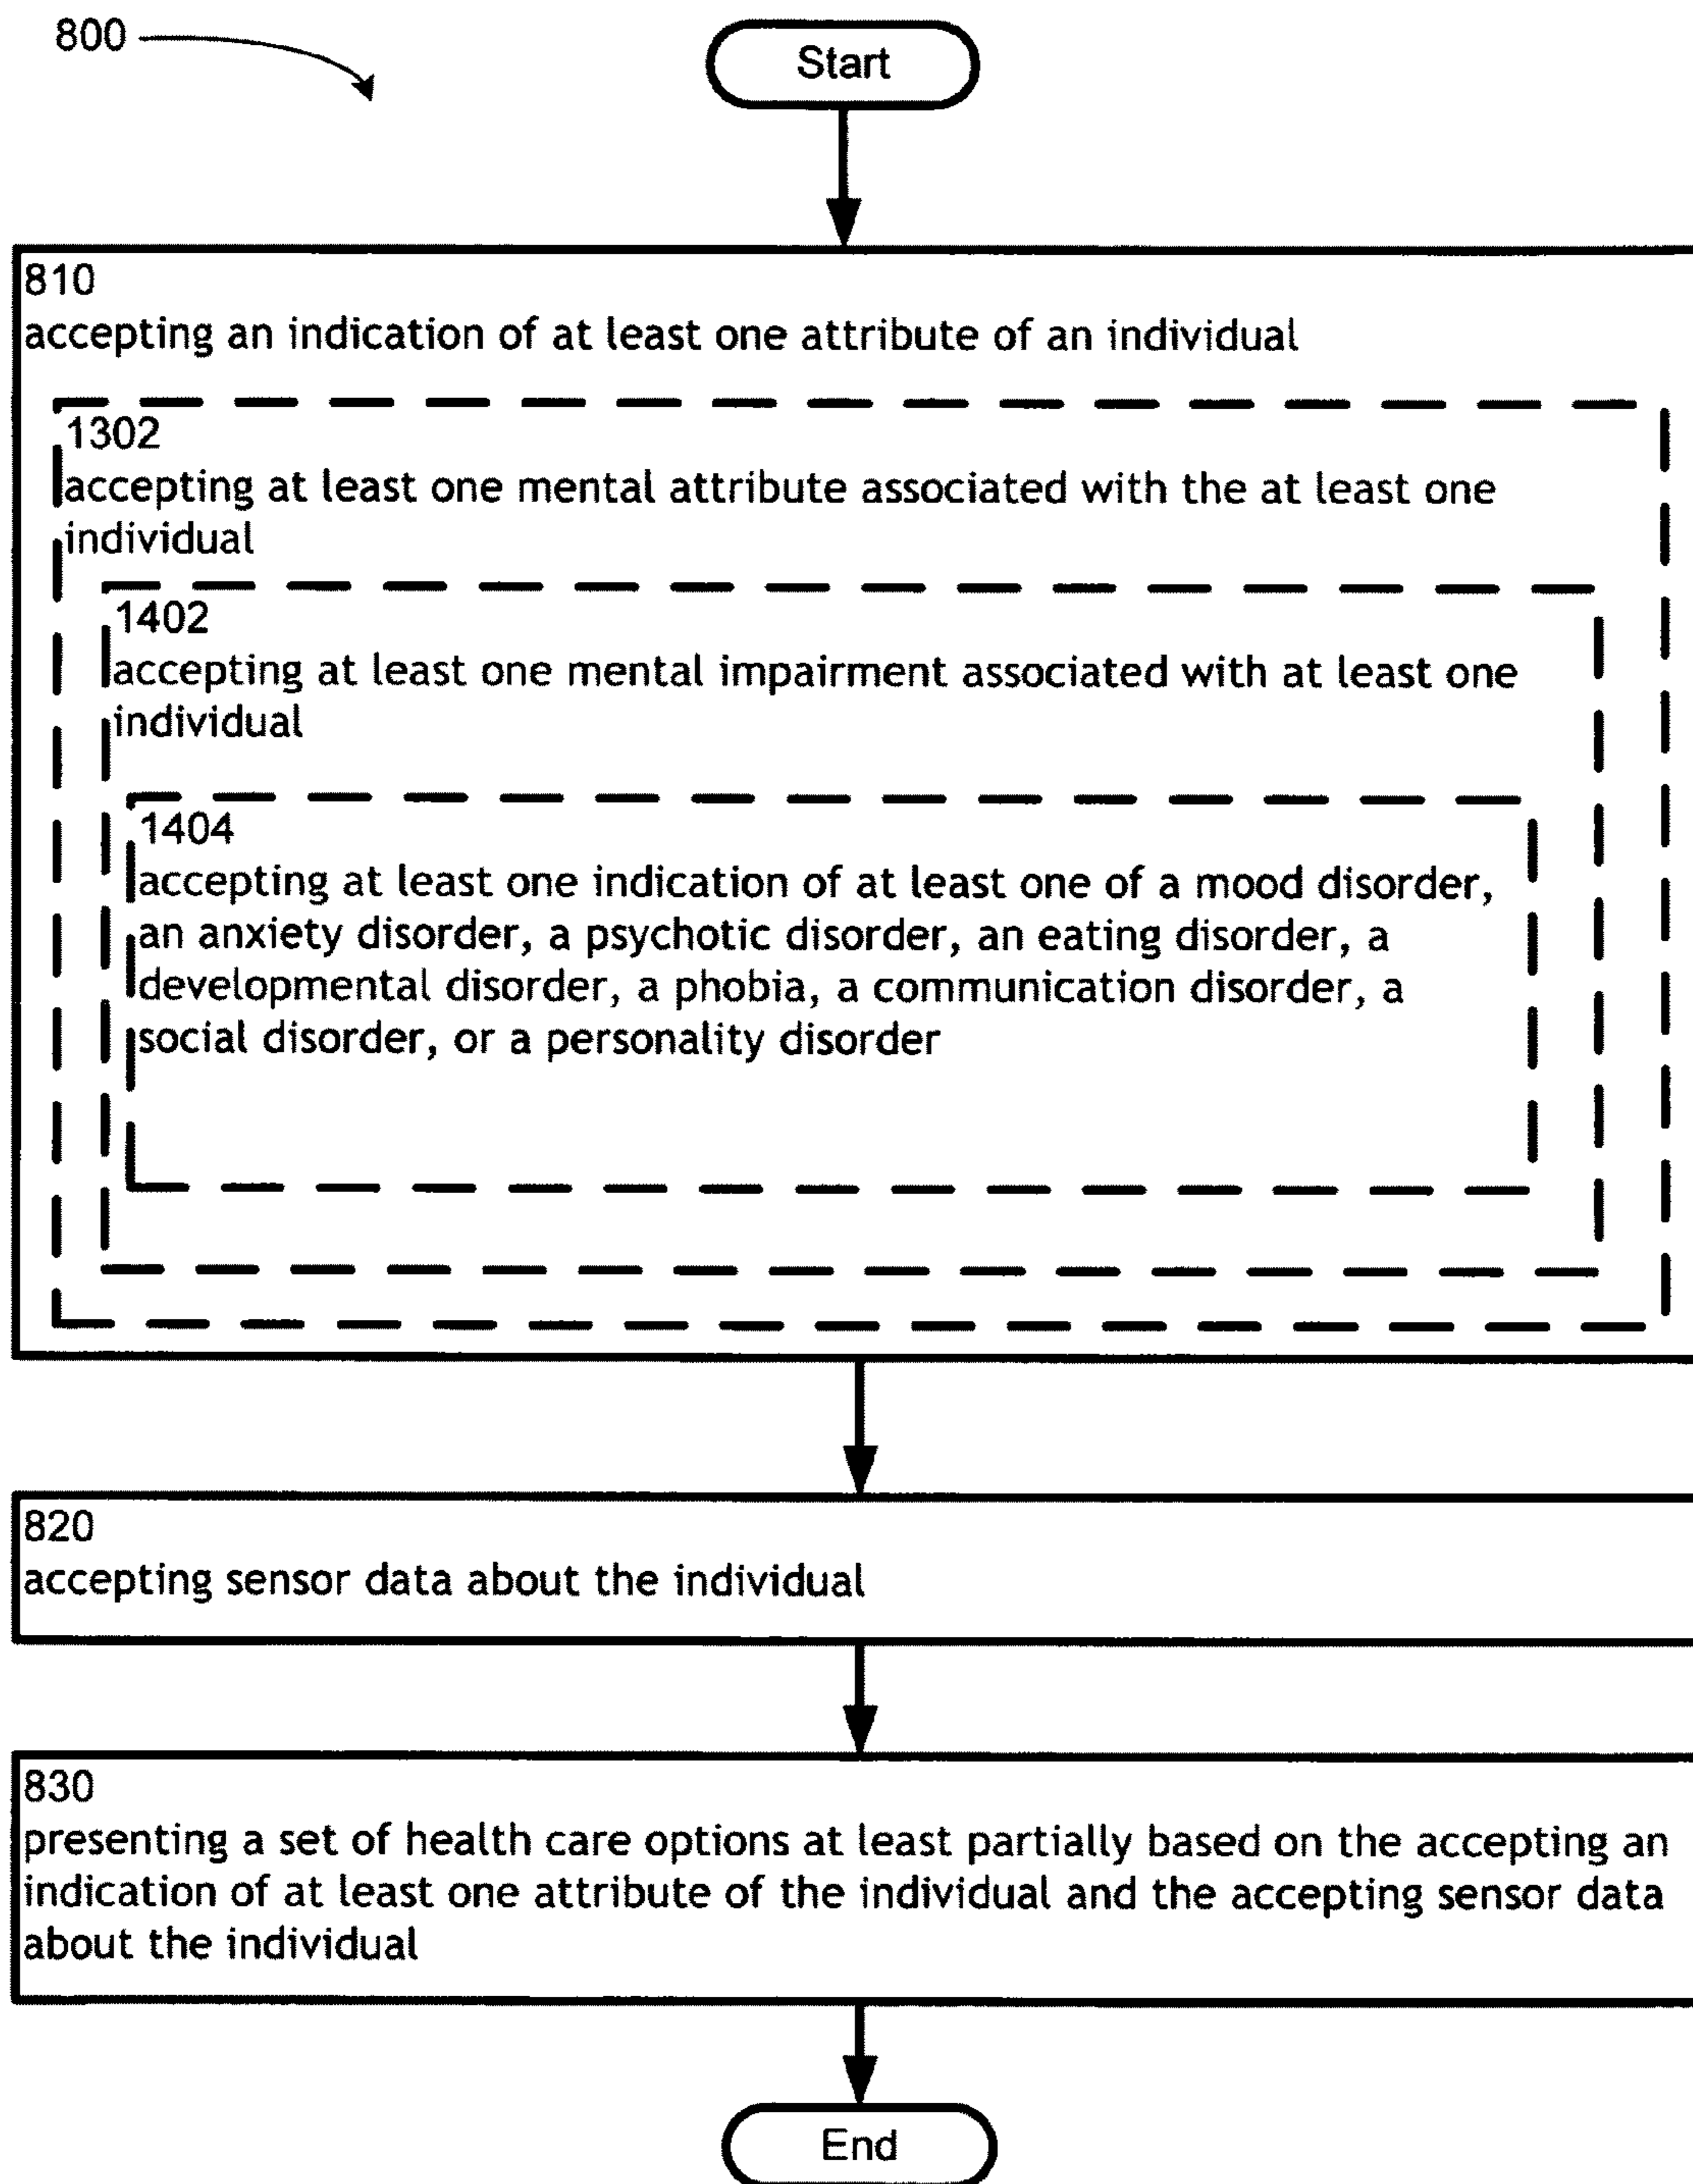 800
Start
810
accepting an indication of at least one attribute of an individual
1302
accepting at least one mental attribute associated with the at least one
individual
1402
accepting at least one mental impairment associated with at least one
individual
1404
accepting at least one indication of at least one of a mood disorder,
an anxiety disorder, a psychotic disorder, an eating disorder, a
developmental disorder, a phobia, a communication disorder, a
social disorder, or a personality disorder
820
accepting sensor data about the individual
830
presenting a set of health care options at least partially based on the accepting an
indication of at least one attribute of the individual and the accepting sensor data
about the individual
End